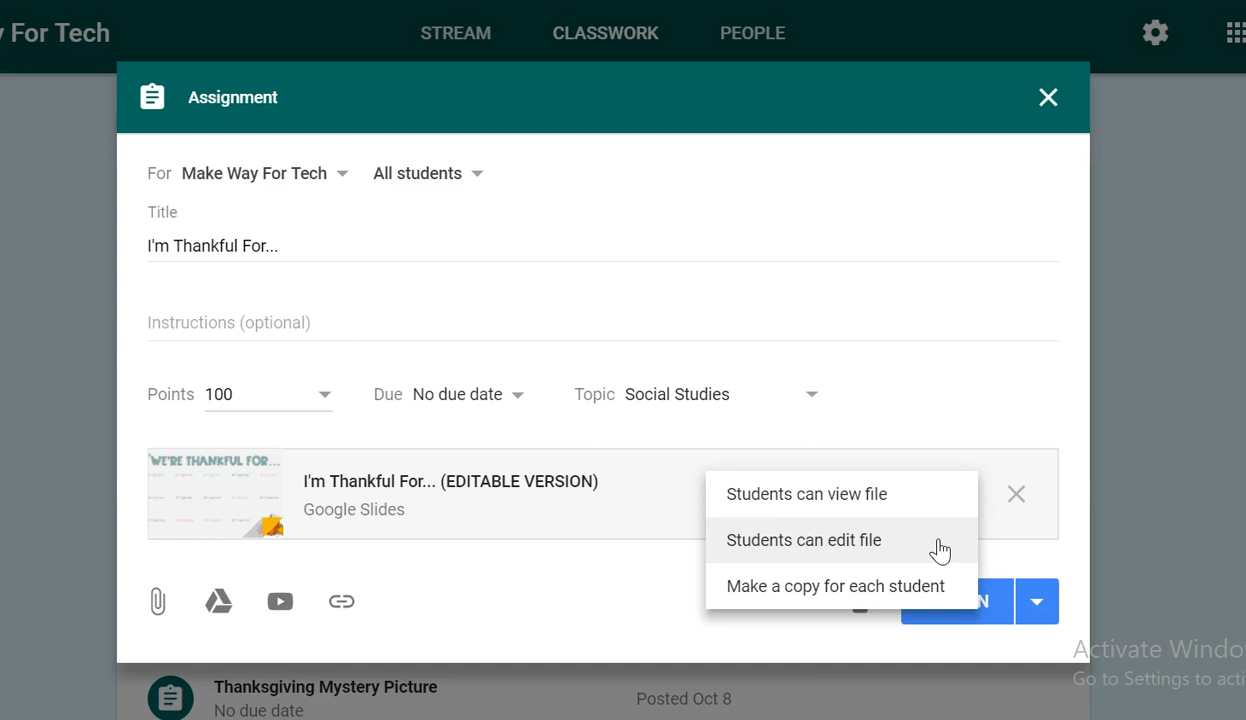 For Tech
STREAM
CLASSWORK
PEOPLE
Assignment
For Make Way For Tech All students
Title
I'm Thankful For...
Instructions (optional)
Points 100 Due No due date Topic Social Studies
WE'RE THANKFUL FOR...
I'm Thankful For... (EDITABLE VERSION)
Google Slides
Students can view file
Students can edit file
Make a copy for each student
N
Activate Windo
Go to Settings to acti
Thanksgiving Mystery Picture
Posted Oct 8
No due date